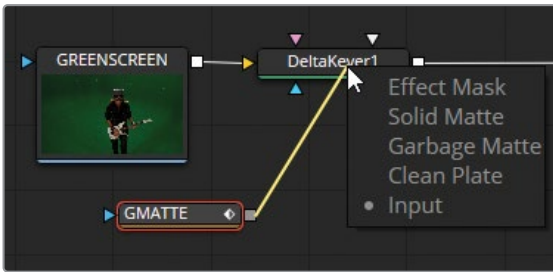 GREENSCREEN
DeltaKeyer1
Effect Mask
Solid Matte
Garbage Matte
Clean Plate
Input
GMATTE